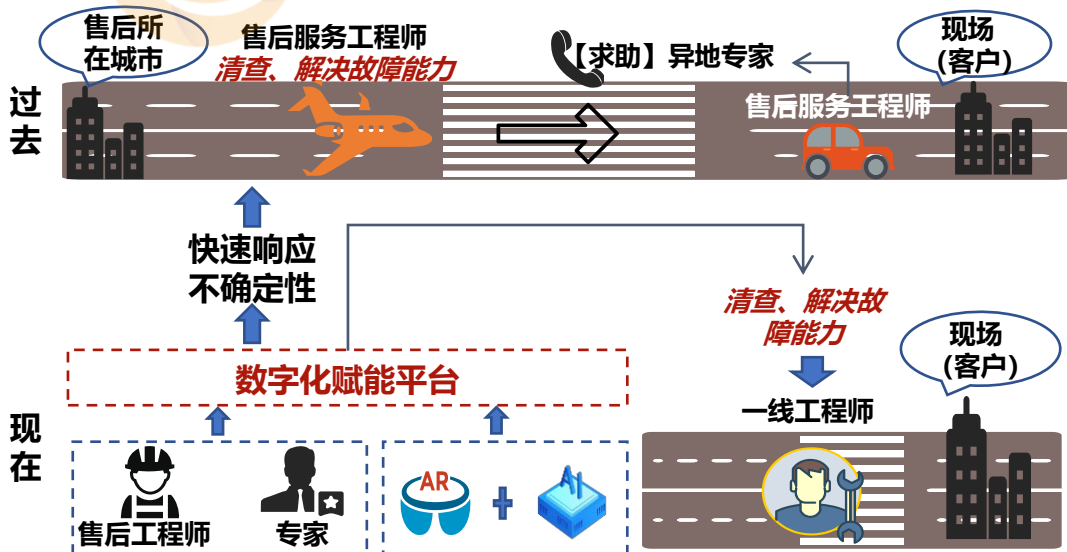 售后所
在城市
售后服务工程师
清查、解决故障能力
【求助】异地专家
现场
(客户)
过
去
售后服务工程师
快速响应
不确定性
清查、解决故
障能力
现场
(客户)
数字化赋能平台
一线工程师
现
在
AR
AI
售后工程师
专家